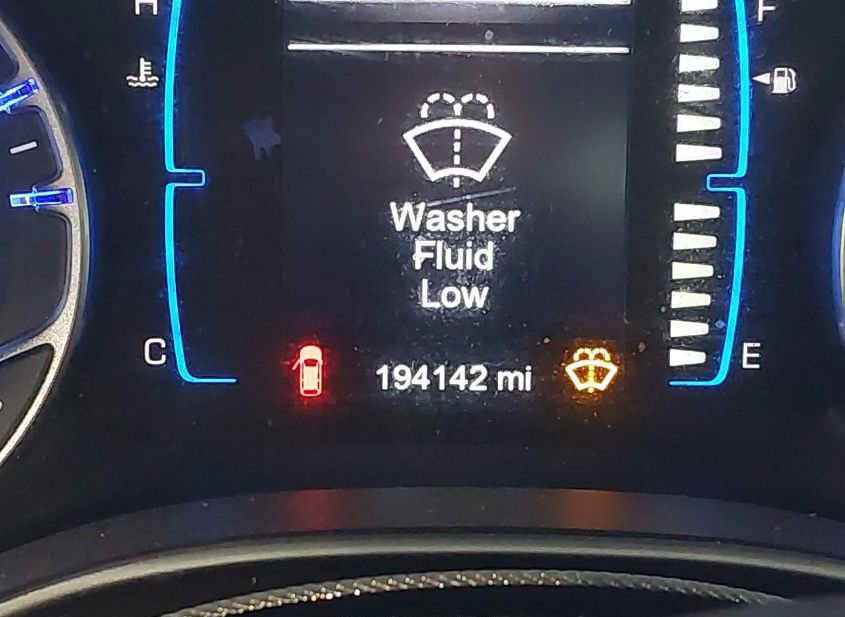 H
F
Washer
Fluid
Low
C
E
194142 mi